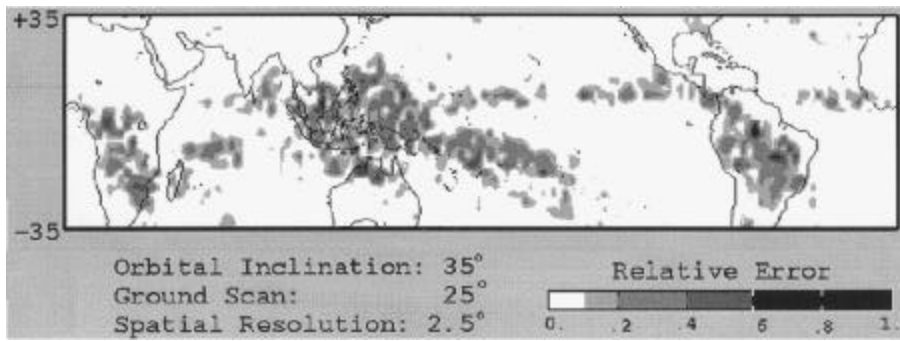 +35
-35
Orbital Inclination: 35°
Ground Scan: 25°
Spatial Resolution: 2.5°
Relative Error
0. .2 .4 .6 .8 1.